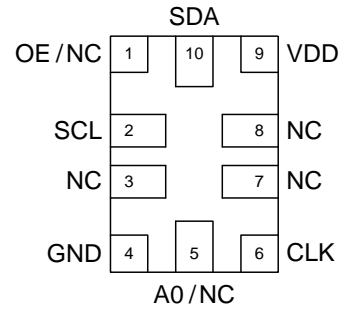 SDA
OE/NC 1 10 9 VDD
SCL 2 8 NC
NC 3 7 NC
GND 4 5 6 CLK
A0/NC